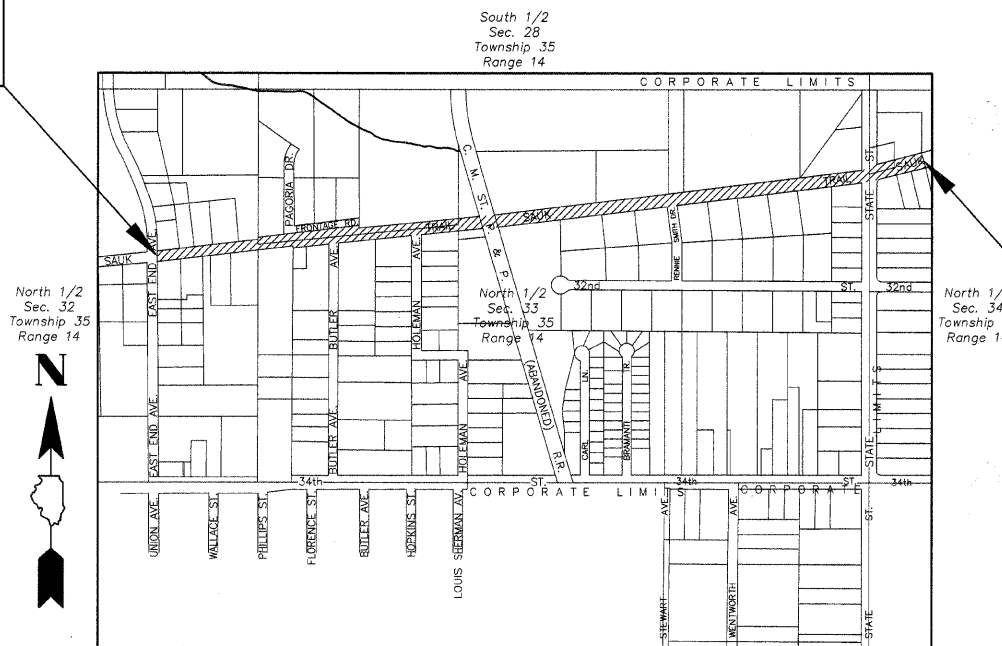 South 1/2
Sec. 28
Township 35
Range 14
CORPORATE LIMITS
C. M. ST. P. & P.
(ABANDONED)
R.R.
PAGORIA DR.
FRONTAGE RD.
SAUK
TRAIL
SAUK
TRAIL
SAUK
STATE ST.
EAST END AVE.
BUTLER AVE.
HOLEMAN AVE.
RENNIE SMITH DR.
32nd
ST.
32nd
North 1/2
Sec. 32
Township 35
Range 14
North 1/2
Sec. 33
Township 35
Range 14
Sec. 34
Township
N
EAST END AVE.
BUTLER AVE.
HOLEMAN AVE.
CARL LN.
BRAMANTI TR.
STATE
LIMITS
34th
ST.
34th
ST.
34th
CORPORATE LIMITS
CORPORATE
UNION AVE.
WALLACE ST.
PHILLIPS ST.
FLORENCE ST.
BUTLER AVE.
HOPKINS ST.
LOUIS SHERMAN AV.
STEWART AVE.
WENTWORTH AVE.
STATE ST.